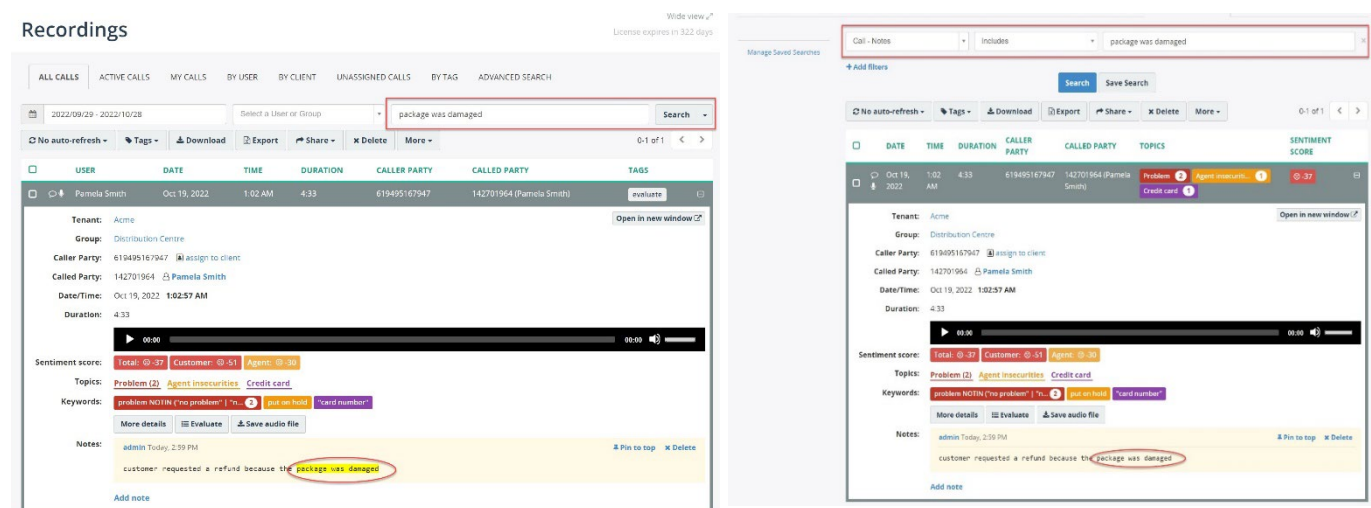 Wide view
Recordings
License expires in 322 days
ALL CALLS ACTIVE CALLS MY CALLS BY USER BY CLIENT UNASSIGNED CALLS BY TAG ADVANCED SEARCH
2022/09/29 - 2022/10/28 Select a User or Group package was damaged Search
No auto-refresh Tags Download Export Share Delete More 0-1 of 1
USER DATE TIME DURATION CALLER PARTY CALLED PARTY TAGS
Pamela Smith Oct 19, 2022 1:02 AM 4:33 619495167947 142701964 (Pamela Smith) evaluate
Tenant: Acme Open in new window
Group: Distribution Centre
Caller Party: 619495167947 assign to client
Called Party: 142701964 Pamela Smith
Date/Time: Oct 19, 2022 1:02:57 AM
Duration: 4:33
00:00 00:00
Sentiment score: Total: -37 Customer: -51 Agent: -30
Topics: Problem (2) Agent insecurities Credit card
Keywords: problem NOTIN ("no problem" | "n... 2 put on hold "card number"
More details Evaluate Save audio file
Notes: admin Today, 2:39 PM Pin to top Delete
customer requested a refund because the package was damaged
Add note
Manage Saved Searches
Call - Notes Includes package was damaged
+ Add filters
Search Save Search
No auto-refresh Tags Download Export Share Delete More 0-1 of 1
DATE TIME DURATION CALLER PARTY CALLED PARTY TOPICS SENTIMENT SCORE
Oct 19, 2022 1:02 AM 4:33 619495167947 142701964 (Pamela Smith) Problem 2 Agent insecuriti... 1 -37
Credit card 1
Tenant: Acme Open in new window
Group: Distribution Centre
Caller Party: 619495167947 assign to client
Called Party: 142701964 Pamela Smith
Date/Time: Oct 19, 2022 1:02:57 AM
Duration: 4:33
00:00 00:00
Sentiment score: Total: -37 Customer: -51 Agent: -30
Topics: Problem (2) Agent insecurities Credit card
Keywords: problem NOTIN ("no problem" | "n... 2 put on hold "card number"
More details Evaluate Save audio file
Notes: admin Today, 2:39 PM Pin to top Delete
customer requested a refund because the package was damaged
Add note